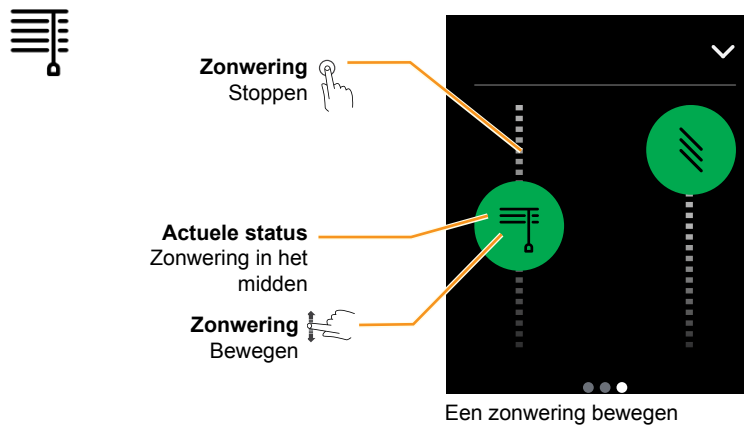 Zonwering
Stoppen
Actuele status
Zonwering in het
midden
Zonwering
Bewegen
Een zonwering bewegen